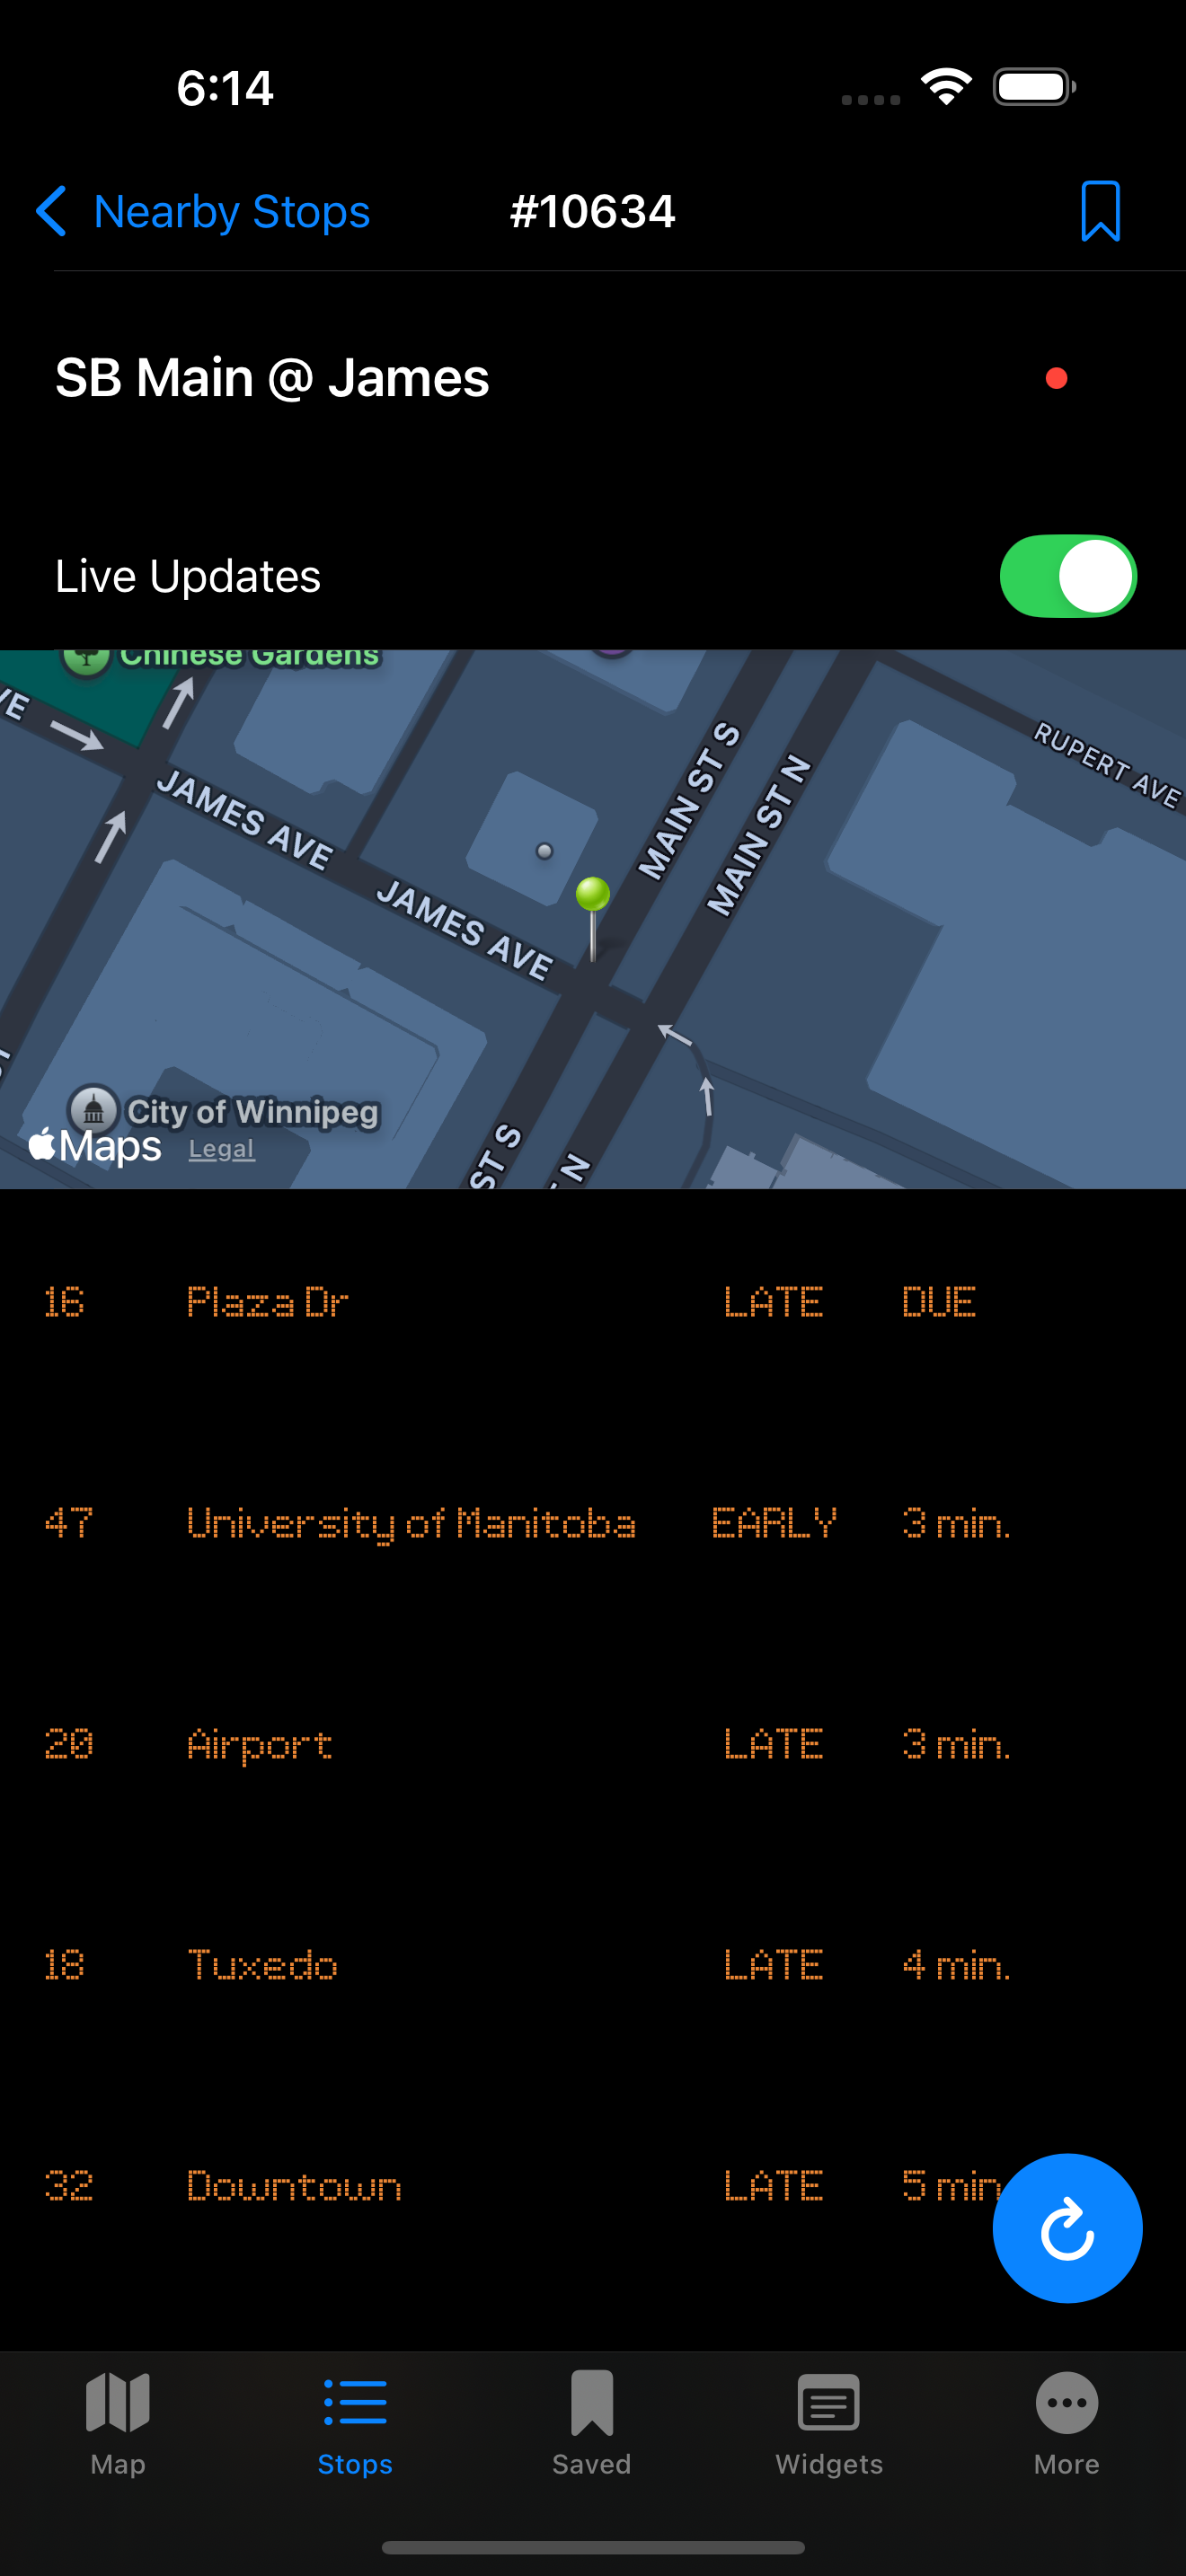 6:14
Nearby Stops #10634
SB Main @ James
Live Updates
Chinese Gardens
VE
JAMES AVE
JAMES AVE
MAIN ST S
MAIN ST N
RUPERT AVE
City of Winnipeg
Maps Legal
ST S
N
16 Plaza Dr LATE DUE
47 University of Manitoba EARLY 3 min.
20 Airport LATE 3 min.
18 Tuxedo LATE 4 min.
32 Downtown LATE 5 min
Map Stops Saved Widgets More